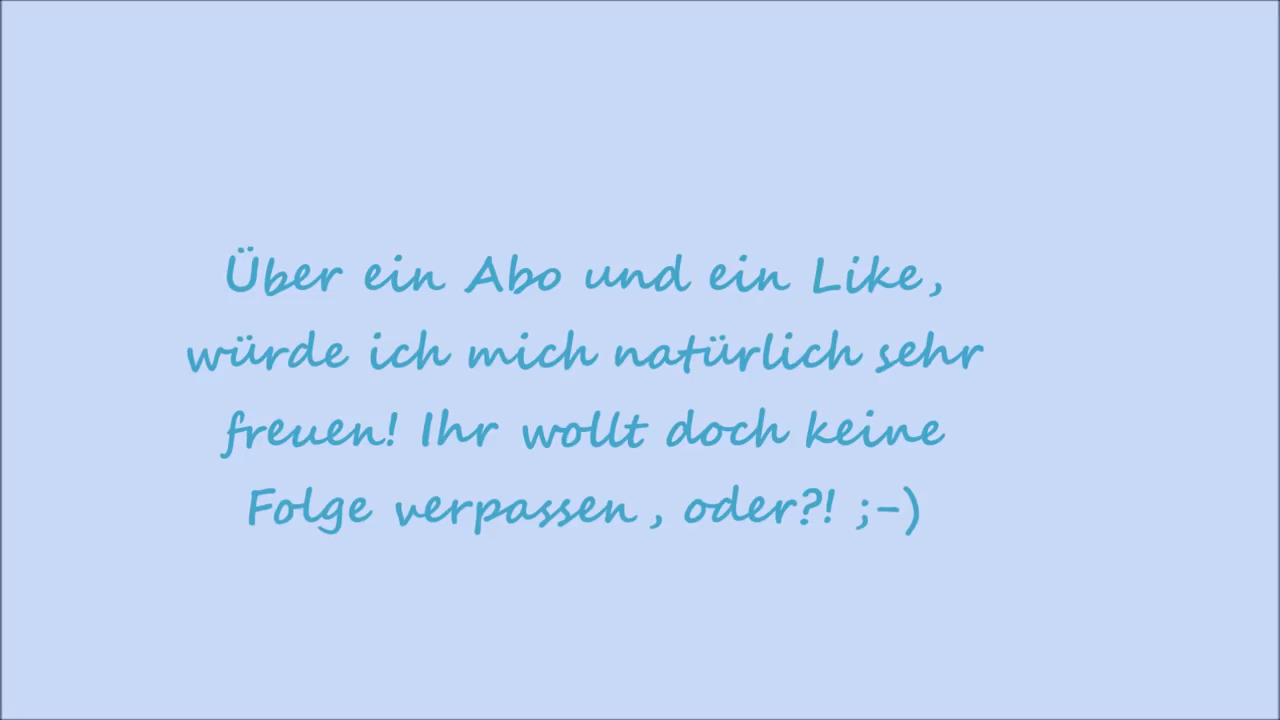 Über ein Abo und ein Like,
würde ich mich natürlich sehr
freuen! Ihr wollt doch keine
Folge verpassen, oder?! ;-)